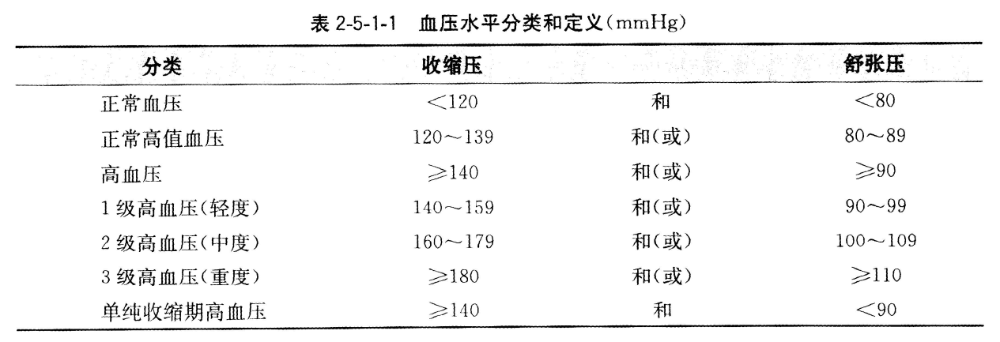 表 2-5-1-1 血压水平分类和定义(mmHg)
分类 收缩压 舒张压
正常血压 <120 和 <80
正常高值血压 120～139 和(或) 80～89
高血压 ≥140 和(或) ≥90
1 级高血压(轻度) 140～159 和(或) 90～99
2 级高血压(中度) 160～179 和(或) 100～109
3 级高血压(重度) ≥180 和(或) ≥110
单纯收缩期高血压 ≥140 和 <90